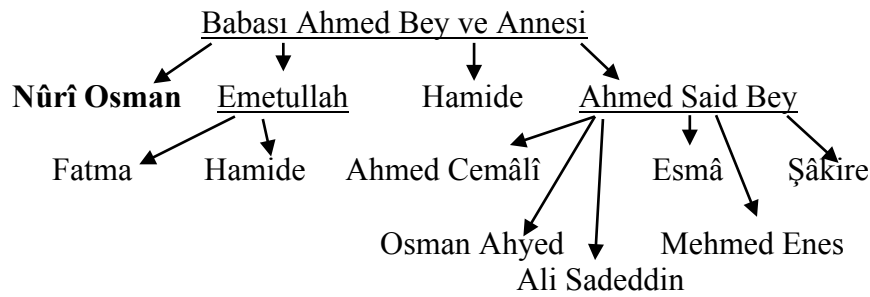 Babası Ahmed Bey ve Annesi
Nûrî Osman Emetullah Hamide Ahmed Said Bey
Fatma Hamide Ahmed Cemâlî Esmâ Şâkire
Osman Ahyed Mehmed Enes
Ali Sadeddin